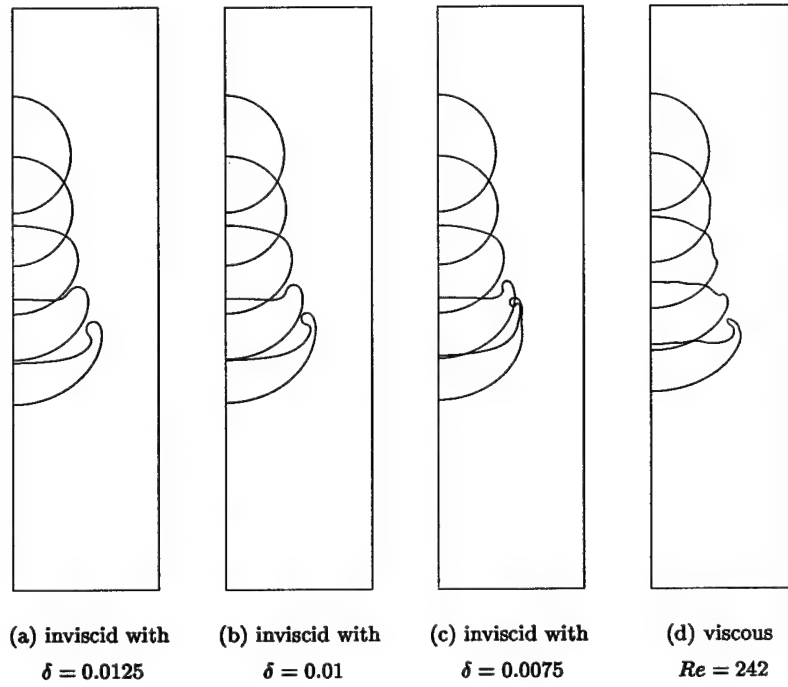 (a) inviscid with
δ = 0.0125
(b) inviscid with
δ = 0.01
(c) inviscid with
δ = 0.0075
(d) viscous
Re = 242